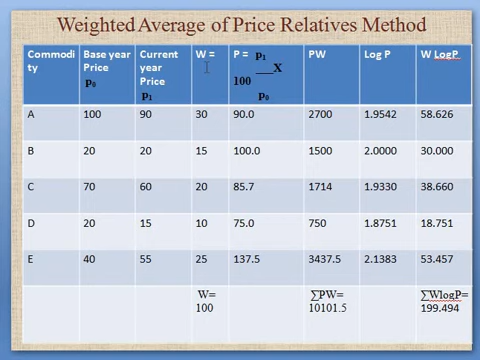 Weighted Average of Price Relatives Method
Commodi
ty
Base year
Price
p0
Current
year
Price
p1
W =
P = p1
___X
100
p0
PW
Log P
W LogP
A 100 90 30 90.0 2700 1.9542 58.626
B 20 20 15 100.0 1500 2.0000 30.000
C 70 60 20 85.7 1714 1.9330 38.660
D 20 15 10 75.0 750 1.8751 18.751
E 40 55 25 137.5 3437.5 2.1383 53.457
W=
100
∑PW=
10101.5
∑WlogP=
199.494